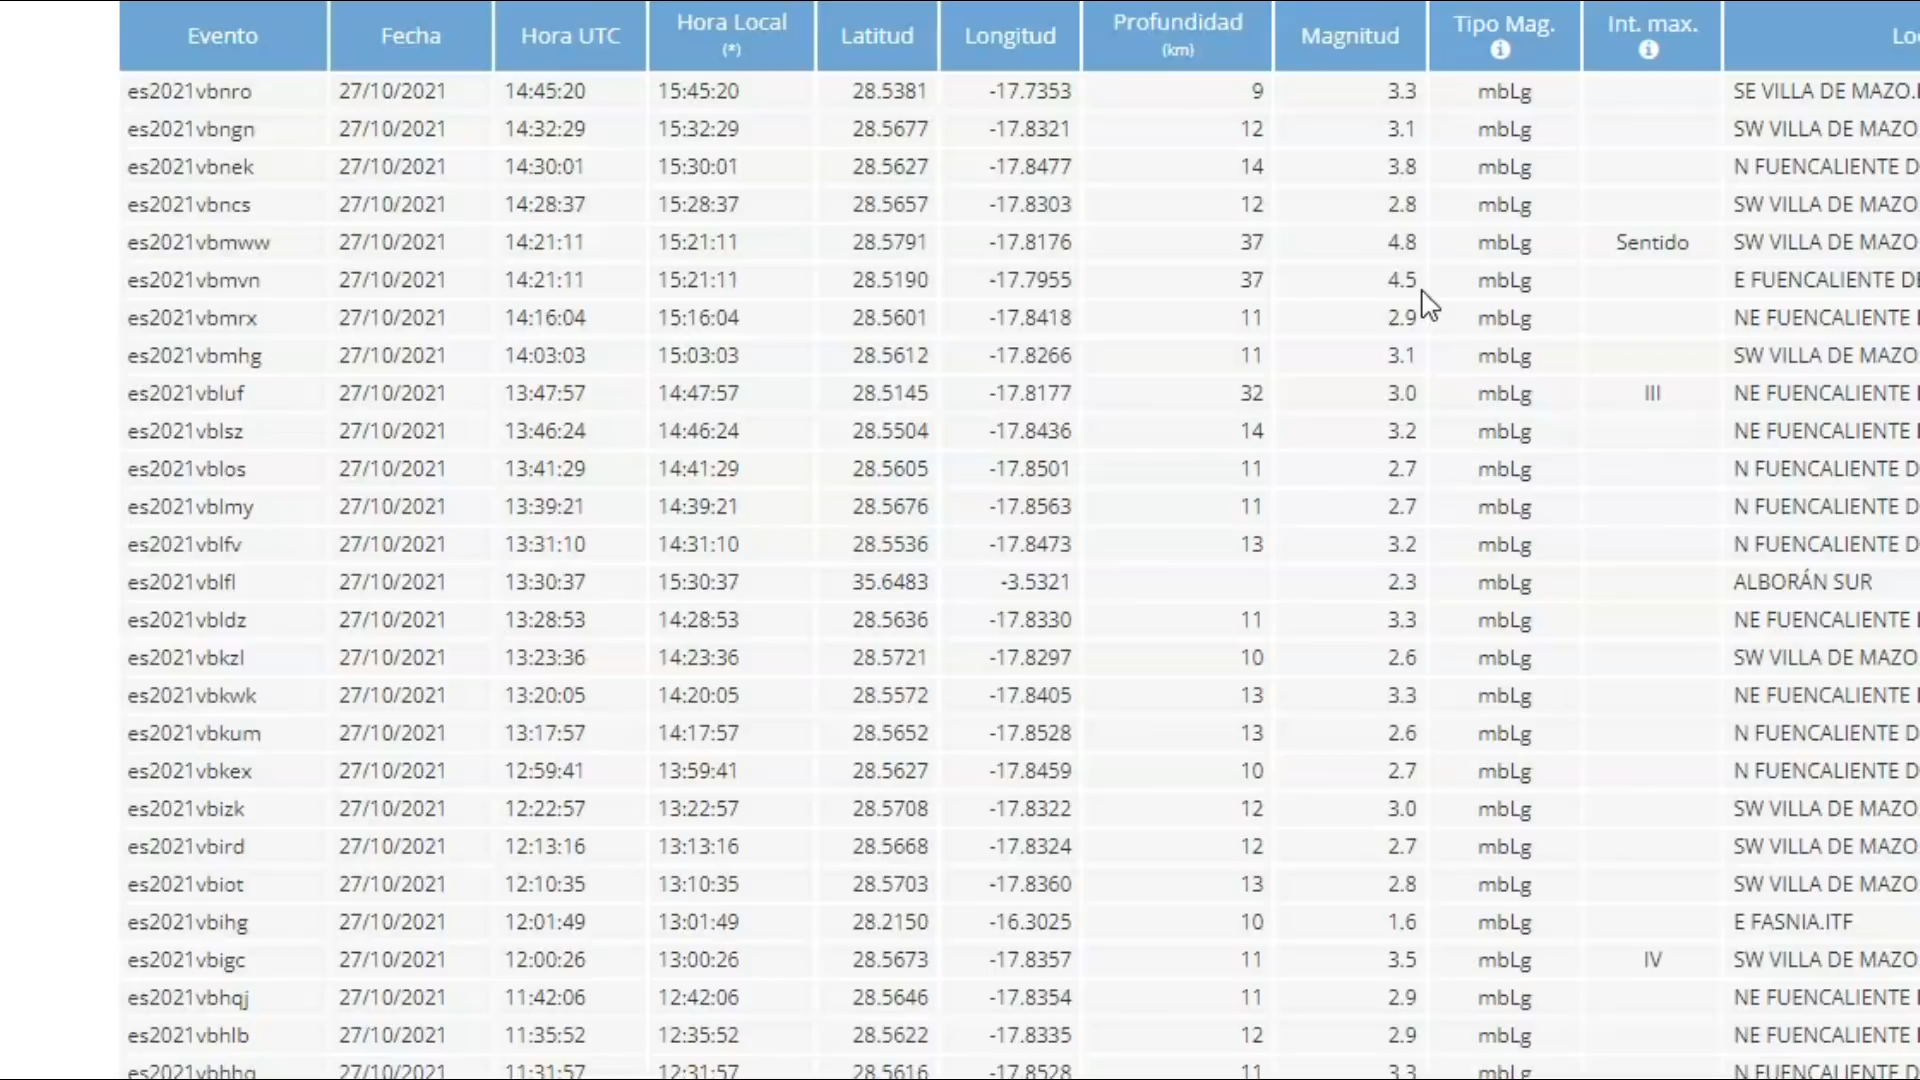 Evento Fecha Hora UTC Hora Local (*) Latitud Longitud Profundidad (km) Magnitud Tipo Mag. Int. max.
es2021vbnro 27/10/2021 14:45:20 15:45:20 28.5381 -17.7353 9 3.3 mbLg SE VILLA DE MAZO.
es2021vbngn 27/10/2021 14:32:29 15:32:29 28.5677 -17.8321 12 3.1 mbLg SW VILLA DE MAZO
es2021vbnek 27/10/2021 14:30:01 15:30:01 28.5627 -17.8477 14 3.8 mbLg N FUENCALIENTE D
es2021vbncs 27/10/2021 14:28:37 15:28:37 28.5657 -17.8303 12 2.8 mbLg SW VILLA DE MAZO
es2021vbmww 27/10/2021 14:21:11 15:21:11 28.5791 -17.8176 37 4.8 mbLg Sentido SW VILLA DE MAZO
es2021vbmvn 27/10/2021 14:21:11 15:21:11 28.5190 -17.7955 37 4.5 mbLg E FUENCALIENTE DE
es2021vbmrx 27/10/2021 14:16:04 15:16:04 28.5601 -17.8418 11 2.9 mbLg NE FUENCALIENTE
es2021vbmhg 27/10/2021 14:03:03 15:03:03 28.5612 -17.8266 11 3.1 mbLg SW VILLA DE MAZO
es2021vbluf 27/10/2021 13:47:57 14:47:57 28.5145 -17.8177 32 3.0 mbLg III NE FUENCALIENTE
es2021vblsz 27/10/2021 13:46:24 14:46:24 28.5504 -17.8436 14 3.2 mbLg NE FUENCALIENTE
es2021vblos 27/10/2021 13:41:29 14:41:29 28.5605 -17.8501 11 2.7 mbLg N FUENCALIENTE D
es2021vblmy 27/10/2021 13:39:21 14:39:21 28.5676 -17.8563 11 2.7 mbLg N FUENCALIENTE D
es2021vblfv 27/10/2021 13:31:10 14:31:10 28.5536 -17.8473 13 3.2 mbLg N FUENCALIENTE D
es2021vblfl 27/10/2021 13:30:37 15:30:37 35.6483 -3.5321 2.3 mbLg ALBORÁN SUR
es2021vbldz 27/10/2021 13:28:53 14:28:53 28.5636 -17.8330 11 3.3 mbLg NE FUENCALIENTE
es2021vbkzl 27/10/2021 13:23:36 14:23:36 28.5721 -17.8297 10 2.6 mbLg SW VILLA DE MAZO
es2021vbkwk 27/10/2021 13:20:05 14:20:05 28.5572 -17.8405 13 3.3 mbLg NE FUENCALIENTE
es2021vbkum 27/10/2021 13:17:57 14:17:57 28.5652 -17.8528 13 2.6 mbLg N FUENCALIENTE D
es2021vbkex 27/10/2021 12:59:41 13:59:41 28.5627 -17.8459 10 2.7 mbLg N FUENCALIENTE D
es2021vbizk 27/10/2021 12:22:57 13:22:57 28.5708 -17.8322 12 3.0 mbLg SW VILLA DE MAZO
es2021vbird 27/10/2021 12:13:16 13:13:16 28.5668 -17.8324 12 2.7 mbLg SW VILLA DE MAZO
es2021vbiot 27/10/2021 12:10:35 13:10:35 28.5703 -17.8360 13 2.8 mbLg SW VILLA DE MAZO
es2021vbihg 27/10/2021 12:01:49 13:01:49 28.2150 -16.3025 10 1.6 mbLg E FASNIA.ITF
es2021vbigc 27/10/2021 12:00:26 13:00:26 28.5673 -17.8357 11 3.5 mbLg IV SW VILLA DE MAZO
es2021vbhqj 27/10/2021 11:42:06 12:42:06 28.5646 -17.8354 11 2.9 mbLg NE FUENCALIENTE
es2021vbhlb 27/10/2021 11:35:52 12:35:52 28.5622 -17.8335 12 2.9 mbLg NE FUENCALIENTE
27/10/2021 11:31:57 12:31:57 28.5616 -17.8528 11 3.3 mbLg N FUENCALIENTE D